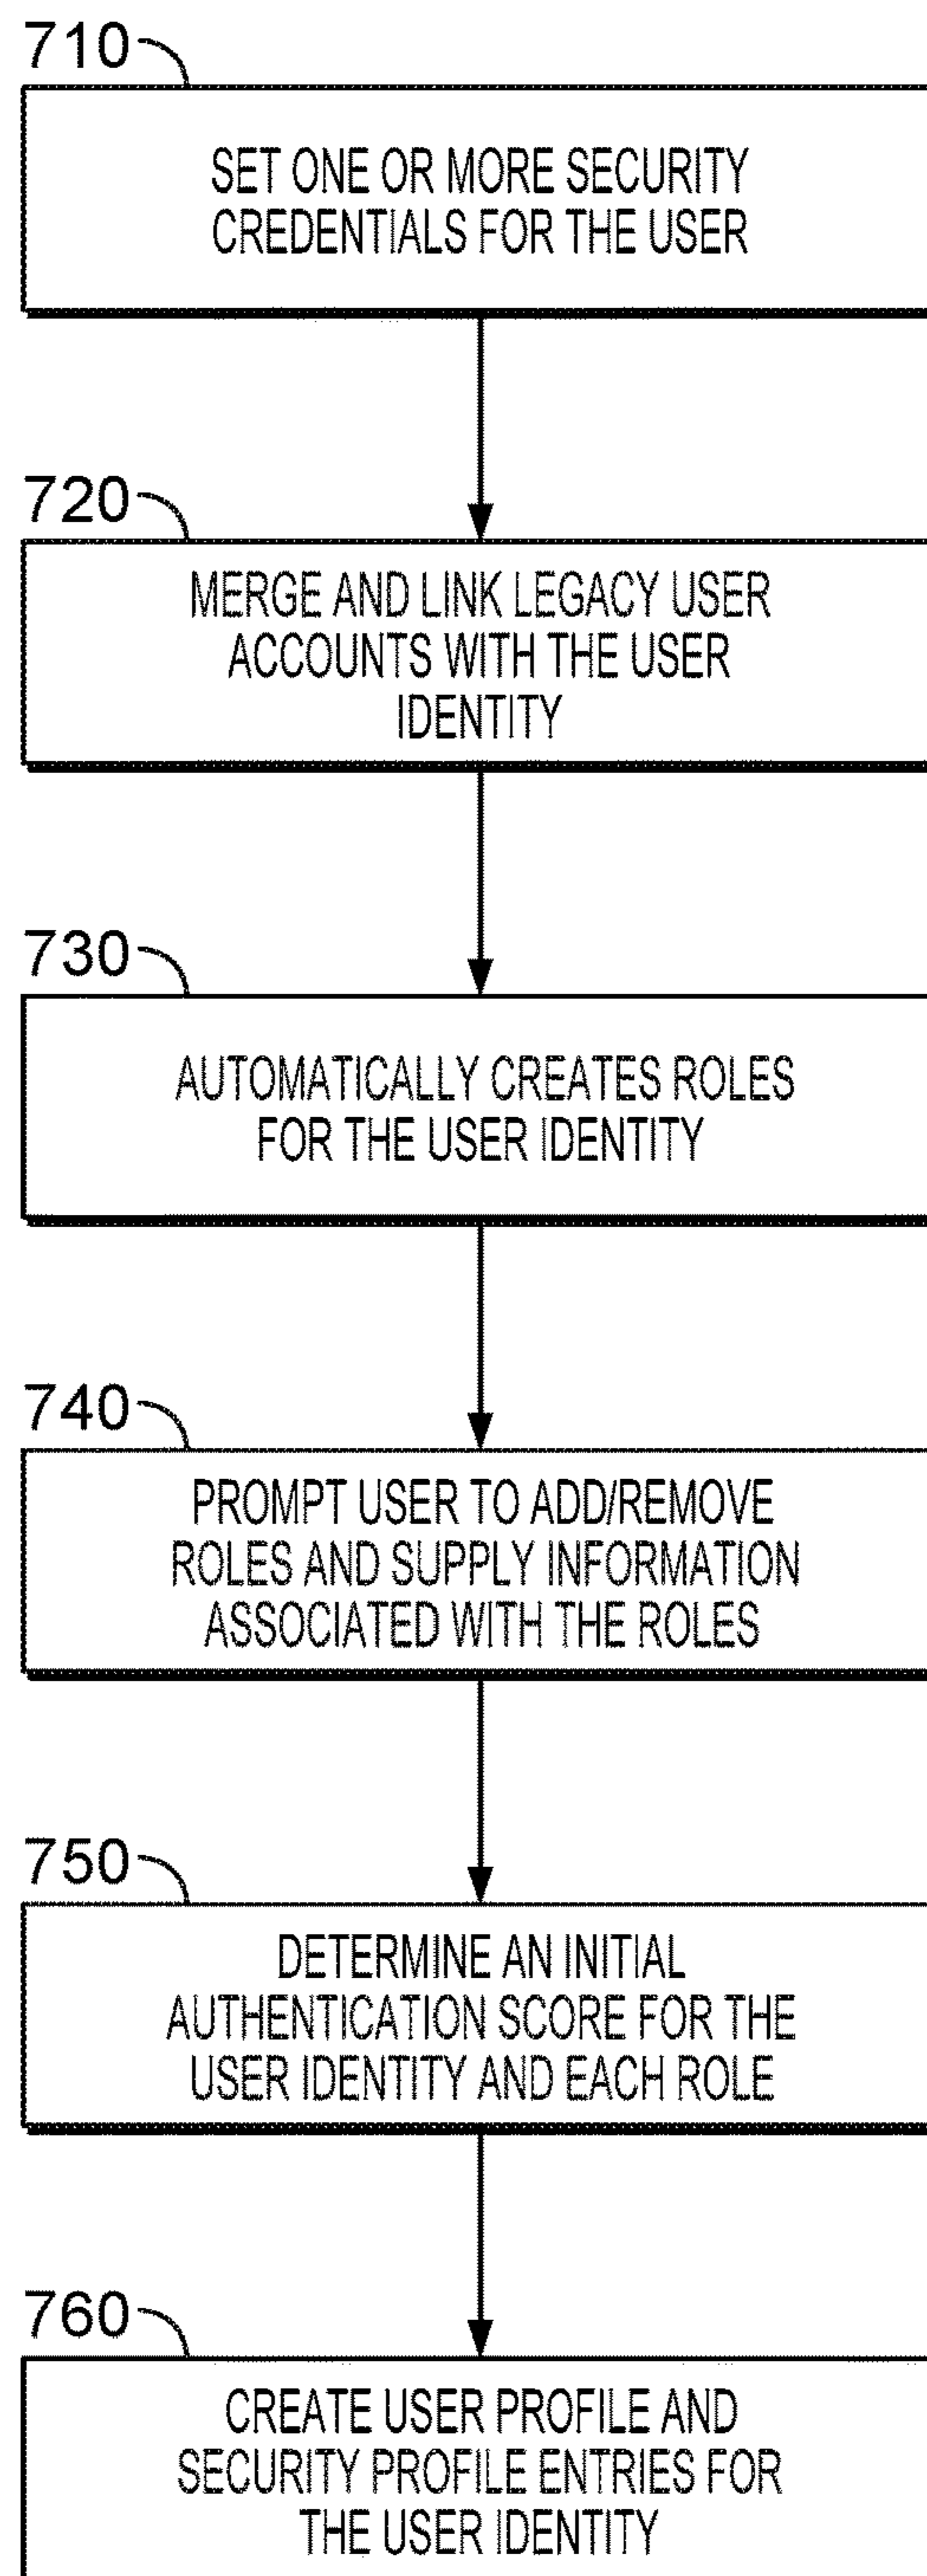 710
SET ONE OR MORE SECURITY
CREDENTIALS FOR THE USER
720
MERGE AND LINK LEGACY USER
ACCOUNTS WITH THE USER
IDENTITY
730
AUTOMATICALLY CREATES ROLES
FOR THE USER IDENTITY
740
PROMPT USER TO ADD/REMOVE
ROLES AND SUPPLY INFORMATION
ASSOCIATED WITH THE ROLES
750
DETERMINE AN INITIAL
AUTHENTICATION SCORE FOR THE
USER IDENTITY AND EACH ROLE
760
CREATE USER PROFILE AND
SECURITY PROFILE ENTRIES FOR
THE USER IDENTITY